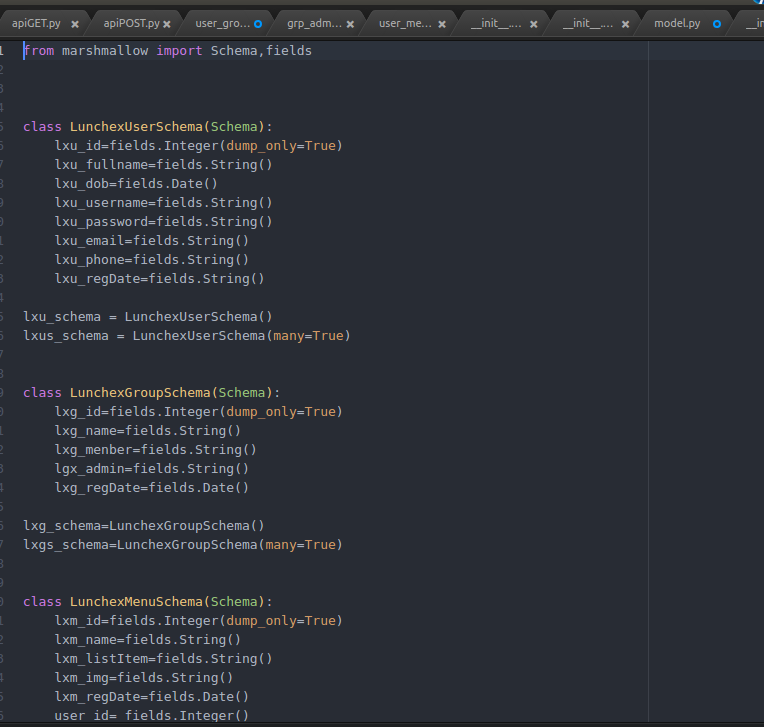 apiGET.py apiPOST.py user_gro... grp_adm... user_me... __init__.... __init__.... model.py
from marshmallow import Schema,fields
class LunchexUserSchema(Schema):
lxu_id=fields.Integer(dump_only=True)
lxu_fullname=fields.String()
lxu_dob=fields.Date()
lxu_username=fields.String()
lxu_password=fields.String()
lxu_email=fields.String()
lxu_phone=fields.String()
lxu_regDate=fields.String()
lxu_schema = LunchexUserSchema()
lxus_schema = LunchexUserSchema(many=True)
class LunchexGroupSchema(Schema):
lxg_id=fields.Integer(dump_only=True)
lxg_name=fields.String()
lxg_menber=fields.String()
lgx_admin=fields.String()
lxg_regDate=fields.Date()
lxg_schema=LunchexGroupSchema()
lxgs_schema=LunchexGroupSchema(many=True)
class LunchexMenuSchema(Schema):
lxm_id=fields.Integer(dump_only=True)
lxm_name=fields.String()
lxm_listItem=fields.String()
lxm_img=fields.String()
lxm_regDate=fields.Date()
user_id= fields.Integer()